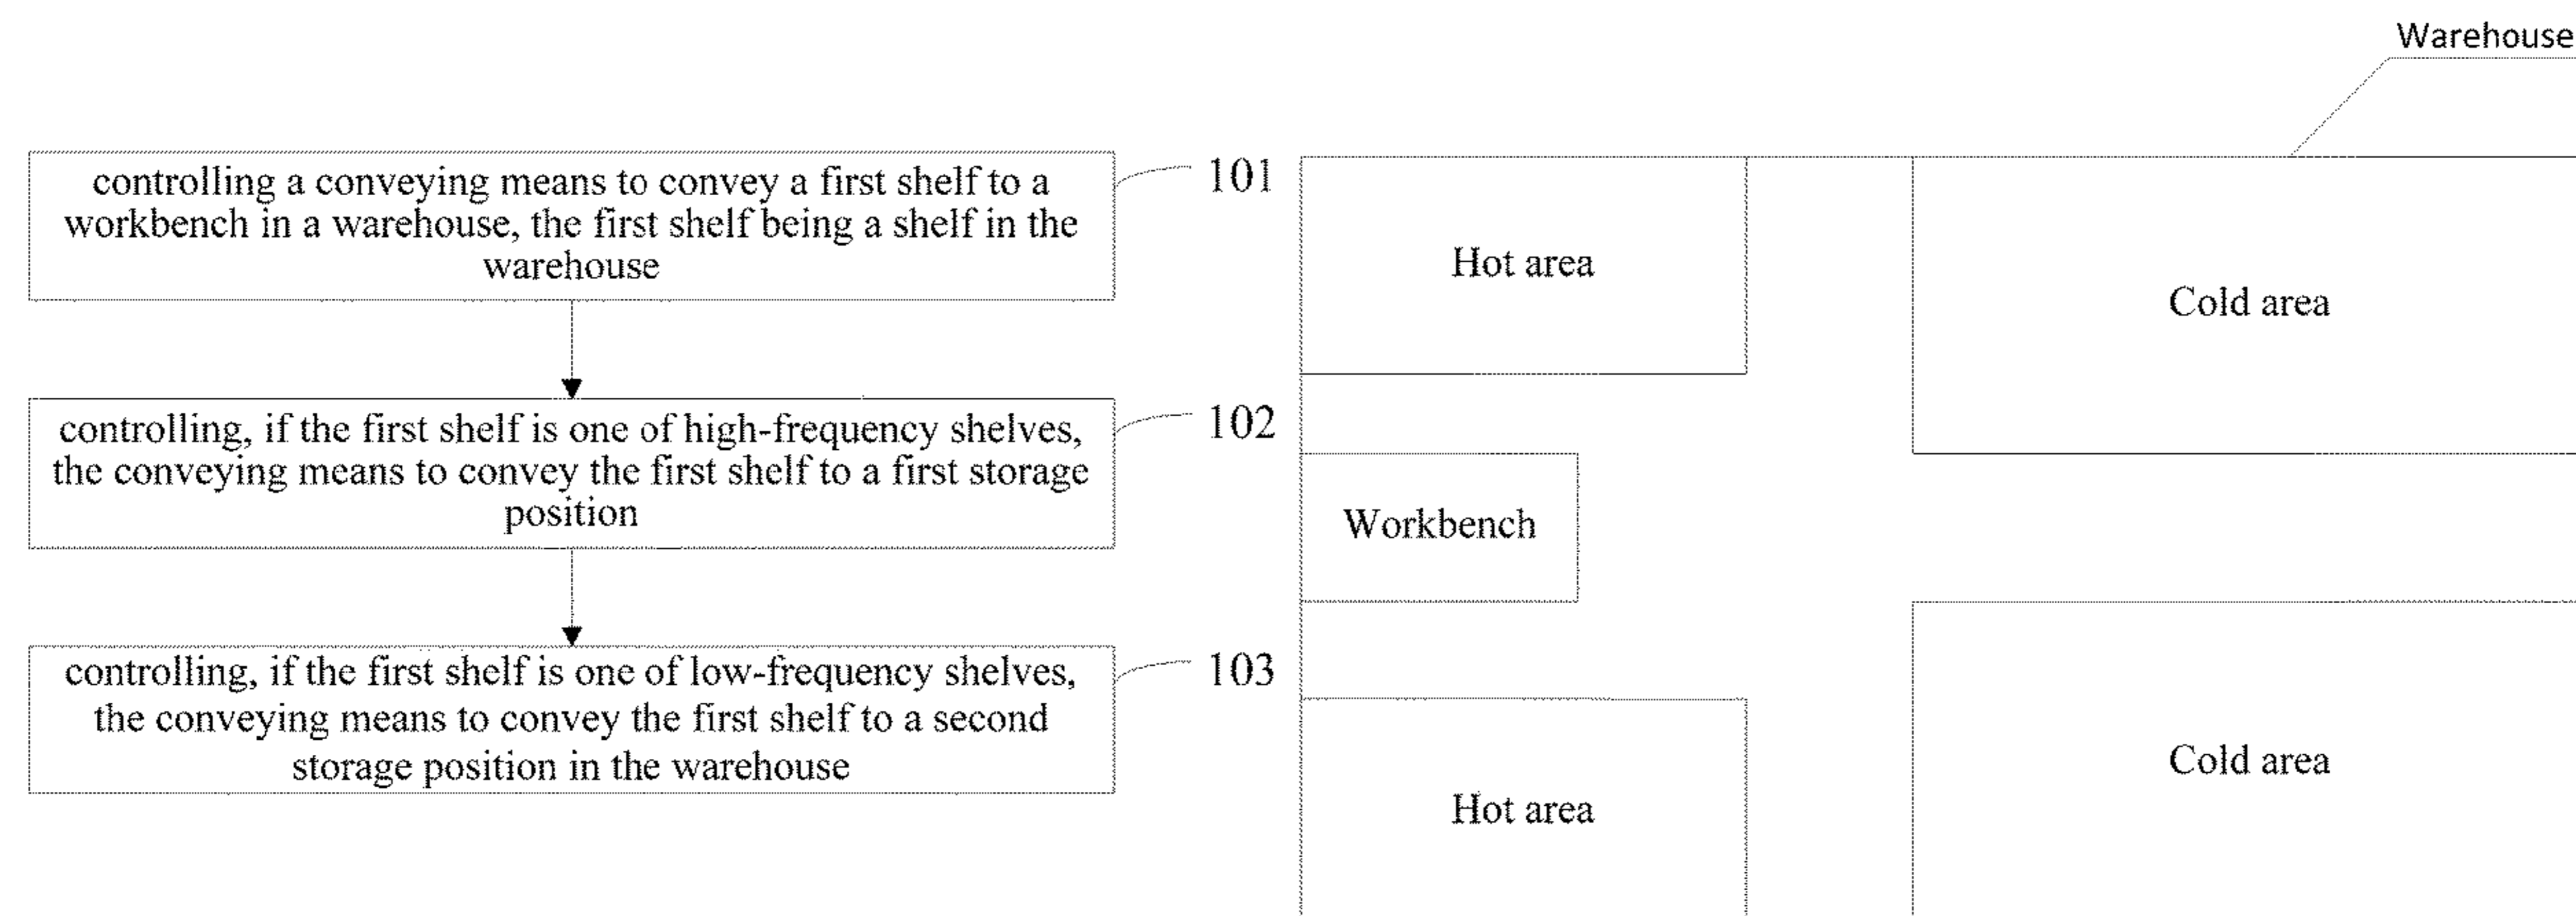 controlling a conveying means to convey a first shelf to a
workbench in a warehouse, the first shelf being a shelf in the
warehouse
101
controlling, if the first shelf is one of high-frequency shelves,
the conveying means to convey the first shelf to a first storage
position
102
controlling, if the first shelf is one of low-frequency shelves,
the conveying means to convey the first shelf to a second
storage position in the warehouse
103
Warehouse
Hot area
Cold area
Workbench
Hot area
Cold area